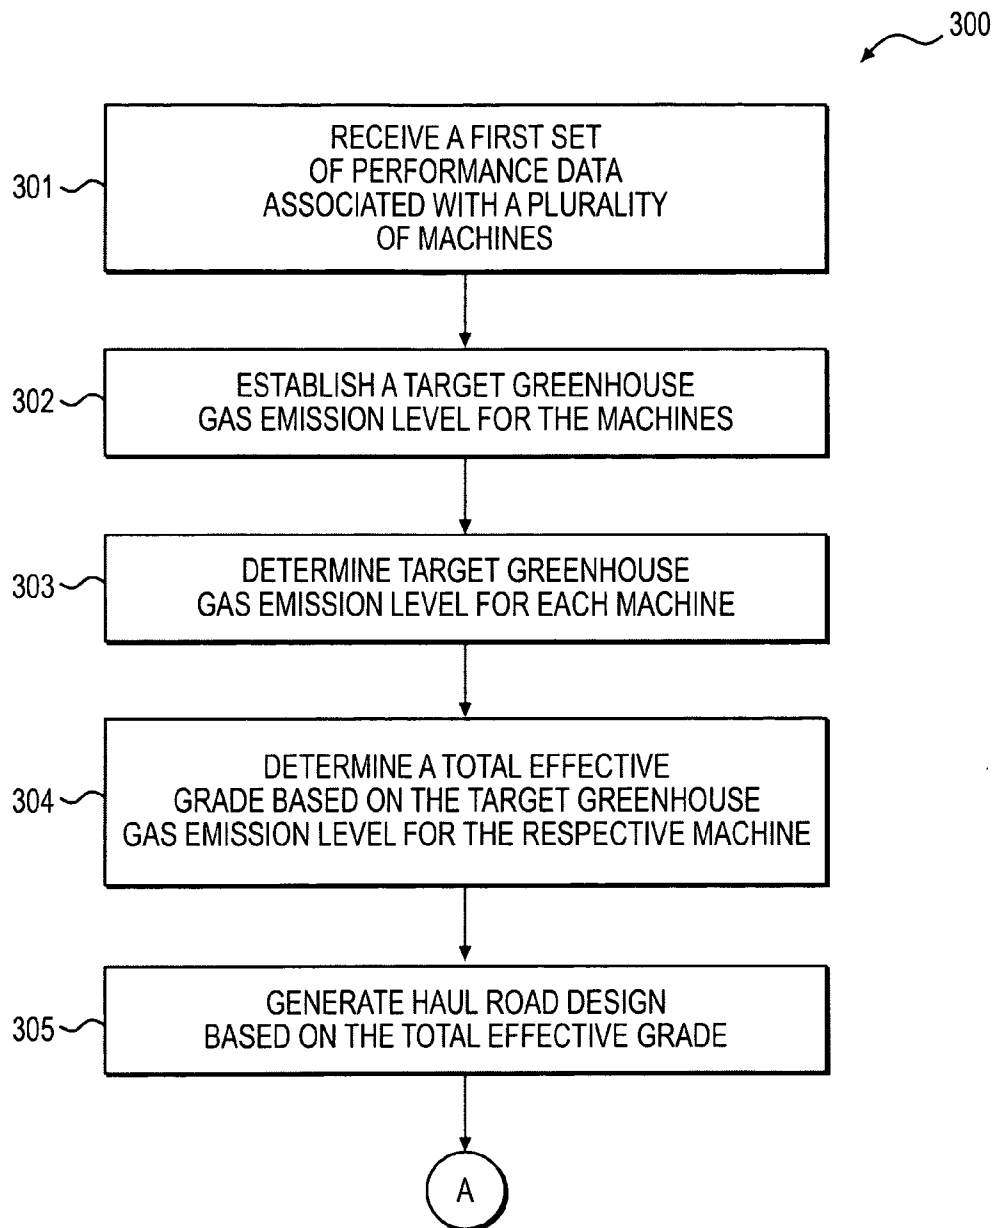 300
301
RECEIVE A FIRST SET
OF PERFORMANCE DATA
ASSOCIATED WITH A PLURALITY
OF MACHINES
302
ESTABLISH A TARGET GREENHOUSE
GAS EMISSION LEVEL FOR THE MACHINES
303
DETERMINE TARGET GREENHOUSE
GAS EMISSION LEVEL FOR EACH MACHINE
304
DETERMINE A TOTAL EFFECTIVE
GRADE BASED ON THE TARGET GREENHOUSE
GAS EMISSION LEVEL FOR THE RESPECTIVE MACHINE
305
GENERATE HAUL ROAD DESIGN
BASED ON THE TOTAL EFFECTIVE GRADE
A